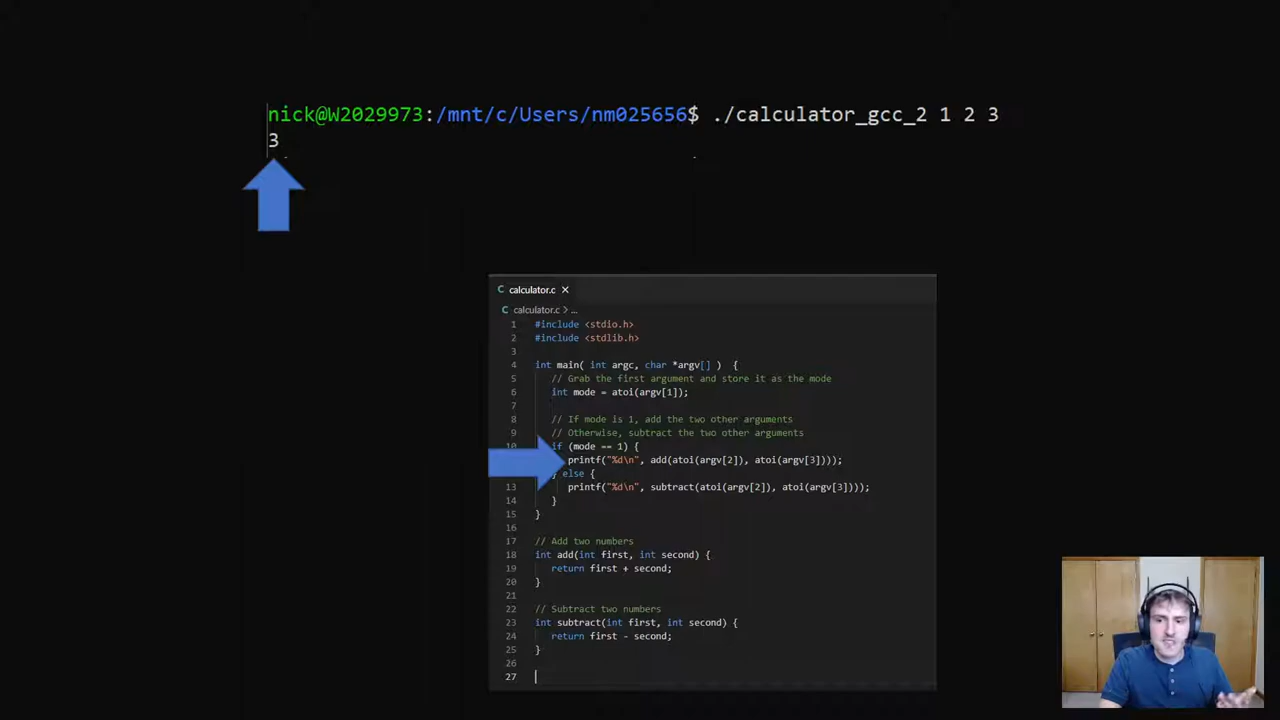 nick@W2029973:/mnt/c/Users/nm025656$ ./calculator_gcc_2 1 2 3
3
calculator.c ×
calculator.c > ...
1 #include <stdio.h>
2 #include <stdlib.h>
3
4 int main( int argc, char *argv[] )  {
5 // Grab the first argument and store it as the mode
6 int mode = atoi(argv[1]);
7
8 // If mode is 1, add the two other arguments
9 // Otherwise, subtract the two other arguments
10 if (mode == 1) {
printf("%d\n", add(atoi(argv[2]), atoi(argv[3])));
} else {
13 printf("%d\n", subtract(atoi(argv[2]), atoi(argv[3])));
14 }
15 }
16
17 // Add two numbers
18 int add(int first, int second) {
19 return first + second;
20 }
21
22 // Subtract two numbers
23 int subtract(int first, int second) {
24 return first - second;
25 }
26
27